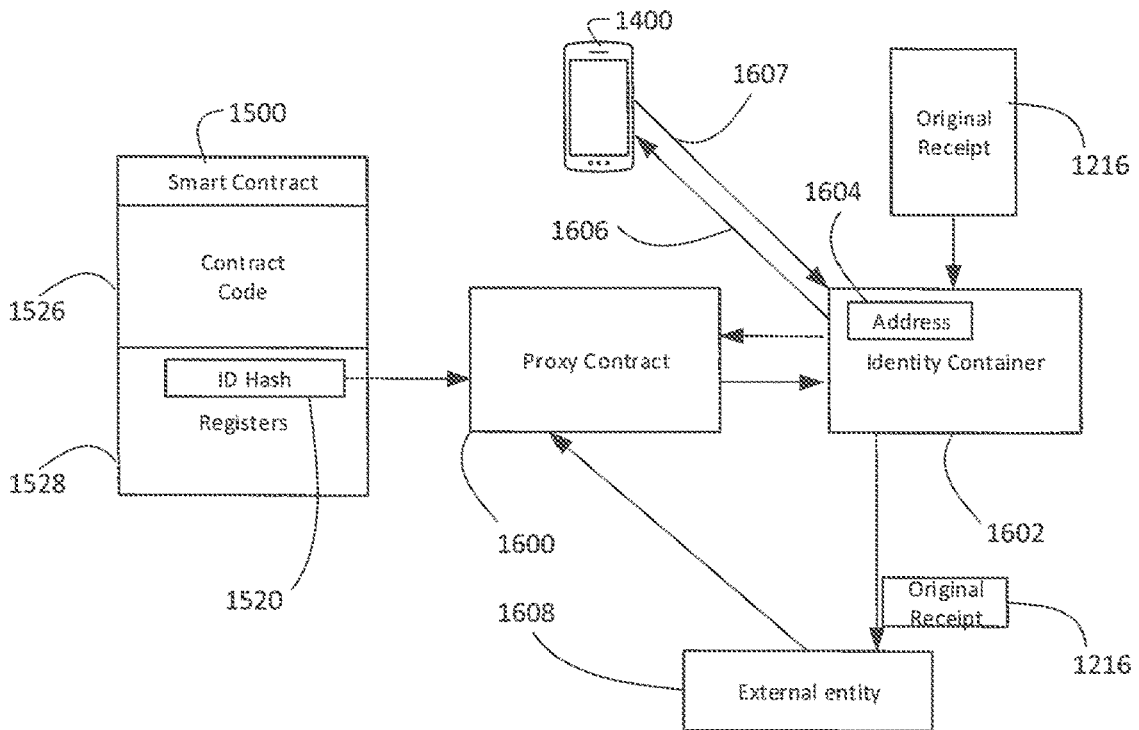 1400
1607
1500
Original
Receipt
1216
Smart Contract
1604
1606
Contract
Code
1526
Address
Proxy Contract
Identity Container
ID Hash
Registers
1528
1600
1602
1520
1608
Original
Receipt
1216
External entity